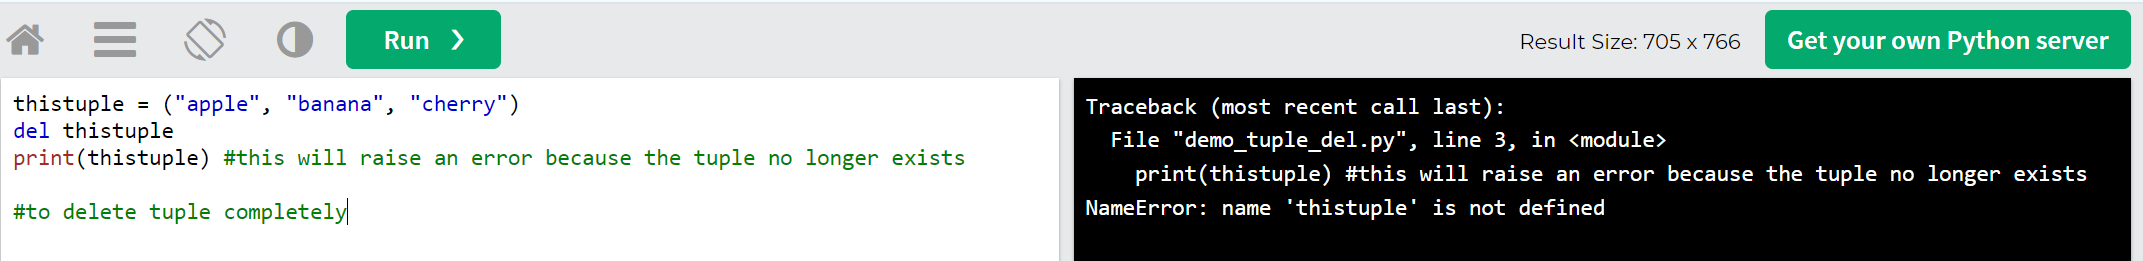 Run ❯
Result Size: 705 x 766
Get your own Python server
thistuple = ("apple", "banana", "cherry")
del thistuple
print(thistuple) #this will raise an error because the tuple no longer exists
#to delete tuple completely
Traceback (most recent call last):
  File "demo_tuple_del.py", line 3, in <module>
    print(thistuple) #this will raise an error because the tuple no longer exists
NameError: name 'thistuple' is not defined